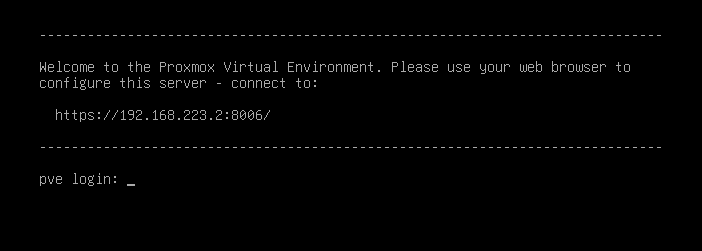 ------------------------------------------------------------------------------
Welcome to the Proxmox Virtual Environment. Please use your web browser to
configure this server - connect to:
https://192.168.223.2:8006/
------------------------------------------------------------------------------
pve login: _